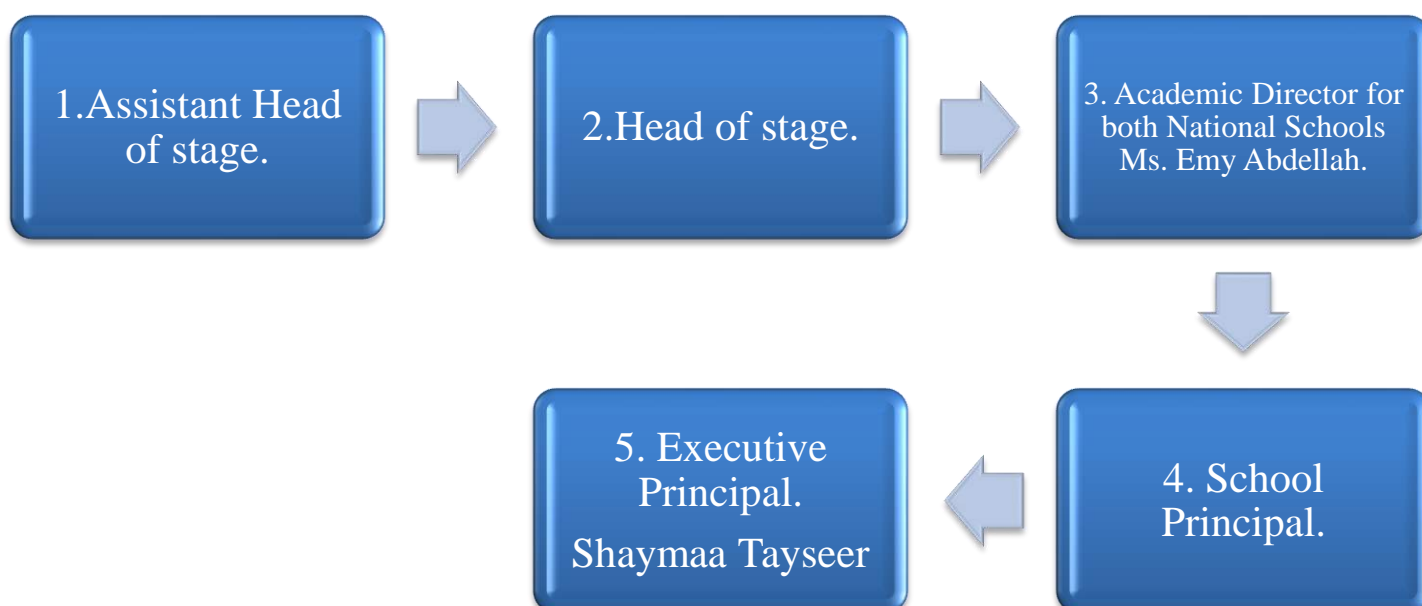 1.Assistant Head
of stage.
2.Head of stage.
3. Academic Director for
both National Schools
Ms. Emy Abdellah.
4. School
Principal.
5. Executive
Principal.
Shaymaa Tayseer